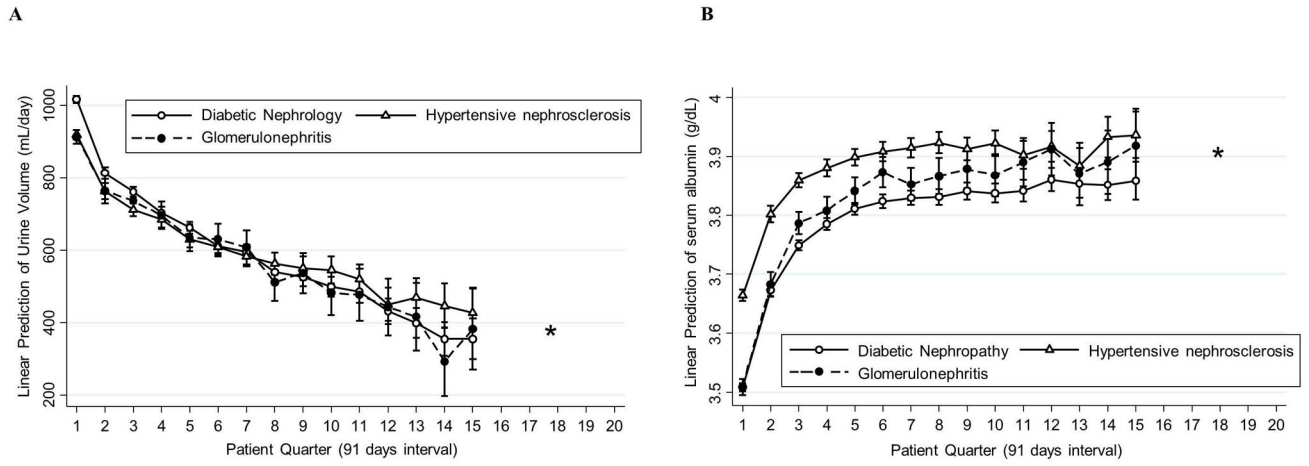 A
Linear Prediction of Urine Volume (mL/day)
1000
800
600
400
200
Diabetic Nephrology
Hypertensive nephrosclerosis
Glomerulonephritis
*
1 2 3 4 5 6 7 8 9 10 11 12 13 14 15 16 17 18 19 20
Patient Quarter (91 days interval)
B
Linear Prediction of serum albumin (g/dL)
4
3.9
3.8
3.7
3.6
3.5
*
Diabetic Nephropathy
Hypertensive nephrosclerosis
Glomerulonephritis
1 2 3 4 5 6 7 8 9 10 11 12 13 14 15 16 17 18 19 20
Patient Quarter (91 days interval)